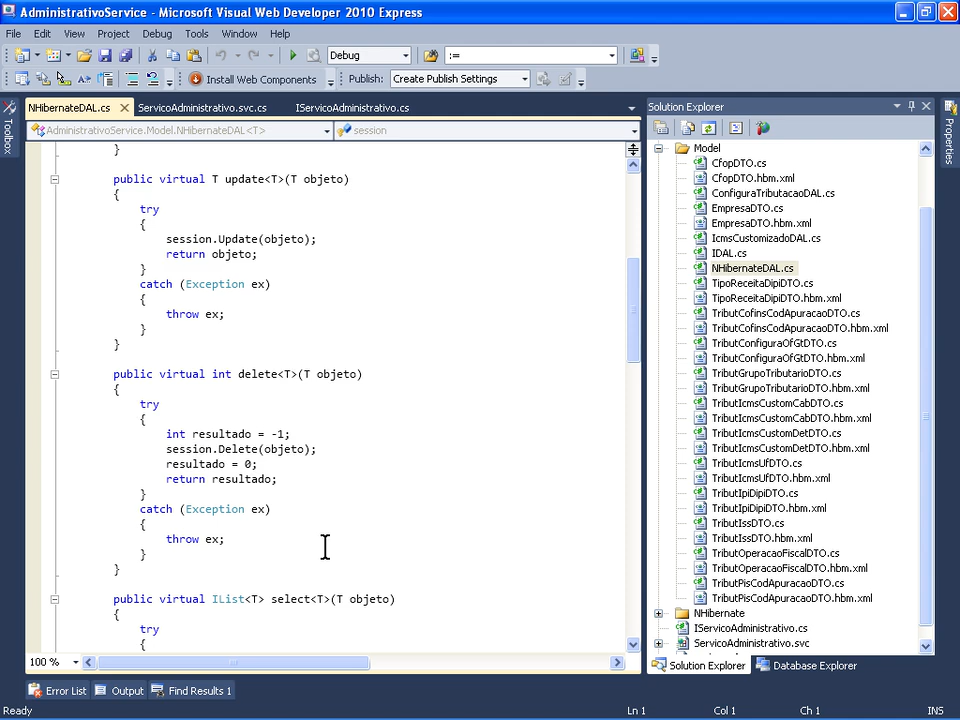 AdministrativoService - Microsoft Visual Web Developer 2010 Express
File Edit View Project Debug Tools Window Help
Debug :=
Install Web Components Publish: Create Publish Settings
NHibernateDAL.cs ServicoAdministrativo.svc.cs IServicoAdministrativo.cs
AdministrativoService.Model.NHibernateDAL<T> session
}
public virtual T update<T>(T objeto)
{
try
{
session.Update(objeto);
return objeto;
}
catch (Exception ex)
{
throw ex;
}
}
public virtual int delete<T>(T objeto)
{
try
{
int resultado = -1;
session.Delete(objeto);
resultado = 0;
return resultado;
}
catch (Exception ex)
{
throw ex;
}
}
public virtual IList<T> select<T>(T objeto)
{
try
{
100 %
Toolbox
Solution Explorer
Model
CfopDTO.cs
CfopDTO.hbm.xml
ConfiguraTributacaoDAL.cs
EmpresaDTO.cs
EmpresaDTO.hbm.xml
IcmsCustomizadoDAL.cs
IDAL.cs
NHibernateDAL.cs
TipoReceitaDipiDTO.cs
TipoReceitaDipiDTO.hbm.xml
TributCofinsCodApuracaoDTO.cs
TributCofinsCodApuracaoDTO.hbm.xml
TributConfiguraOfGtDTO.cs
TributConfiguraOfGtDTO.hbm.xml
TributGrupoTributarioDTO.cs
TributGrupoTributarioDTO.hbm.xml
TributIcmsCustomCabDTO.cs
TributIcmsCustomCabDTO.hbm.xml
TributIcmsCustomDetDTO.cs
TributIcmsCustomDetDTO.hbm.xml
TributIcmsUfDTO.cs
TributIcmsUfDTO.hbm.xml
TributIpiDipiDTO.cs
TributIpiDipiDTO.hbm.xml
TributIssDTO.cs
TributIssDTO.hbm.xml
TributOperacaoFiscalDTO.cs
TributOperacaoFiscalDTO.hbm.xml
TributPisCodApuracaoDTO.cs
TributPisCodApuracaoDTO.hbm.xml
NHibernate
IServicoAdministrativo.cs
ServicoAdministrativo.svc
Solution Explorer Database Explorer
Properties
Error List Output Find Results 1
Ready Ln 1 Col 1 Ch 1 INS